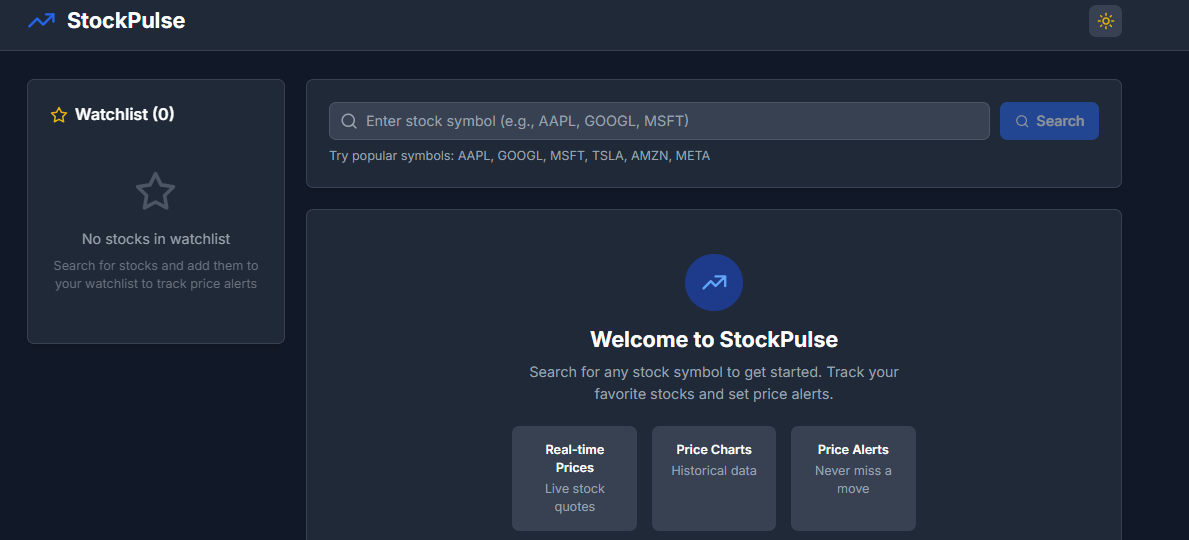 StockPulse
Watchlist (0)
No stocks in watchlist
Search for stocks and add them to
your watchlist to track price alerts
Enter stock symbol (e.g., AAPL, GOOGL, MSFT)
Search
Try popular symbols: AAPL, GOOGL, MSFT, TSLA, AMZN, META
Welcome to StockPulse
Search for any stock symbol to get started. Track your
favorite stocks and set price alerts.
Real-time
Prices
Live stock
quotes
Price Charts
Historical data
Price Alerts
Never miss a
move